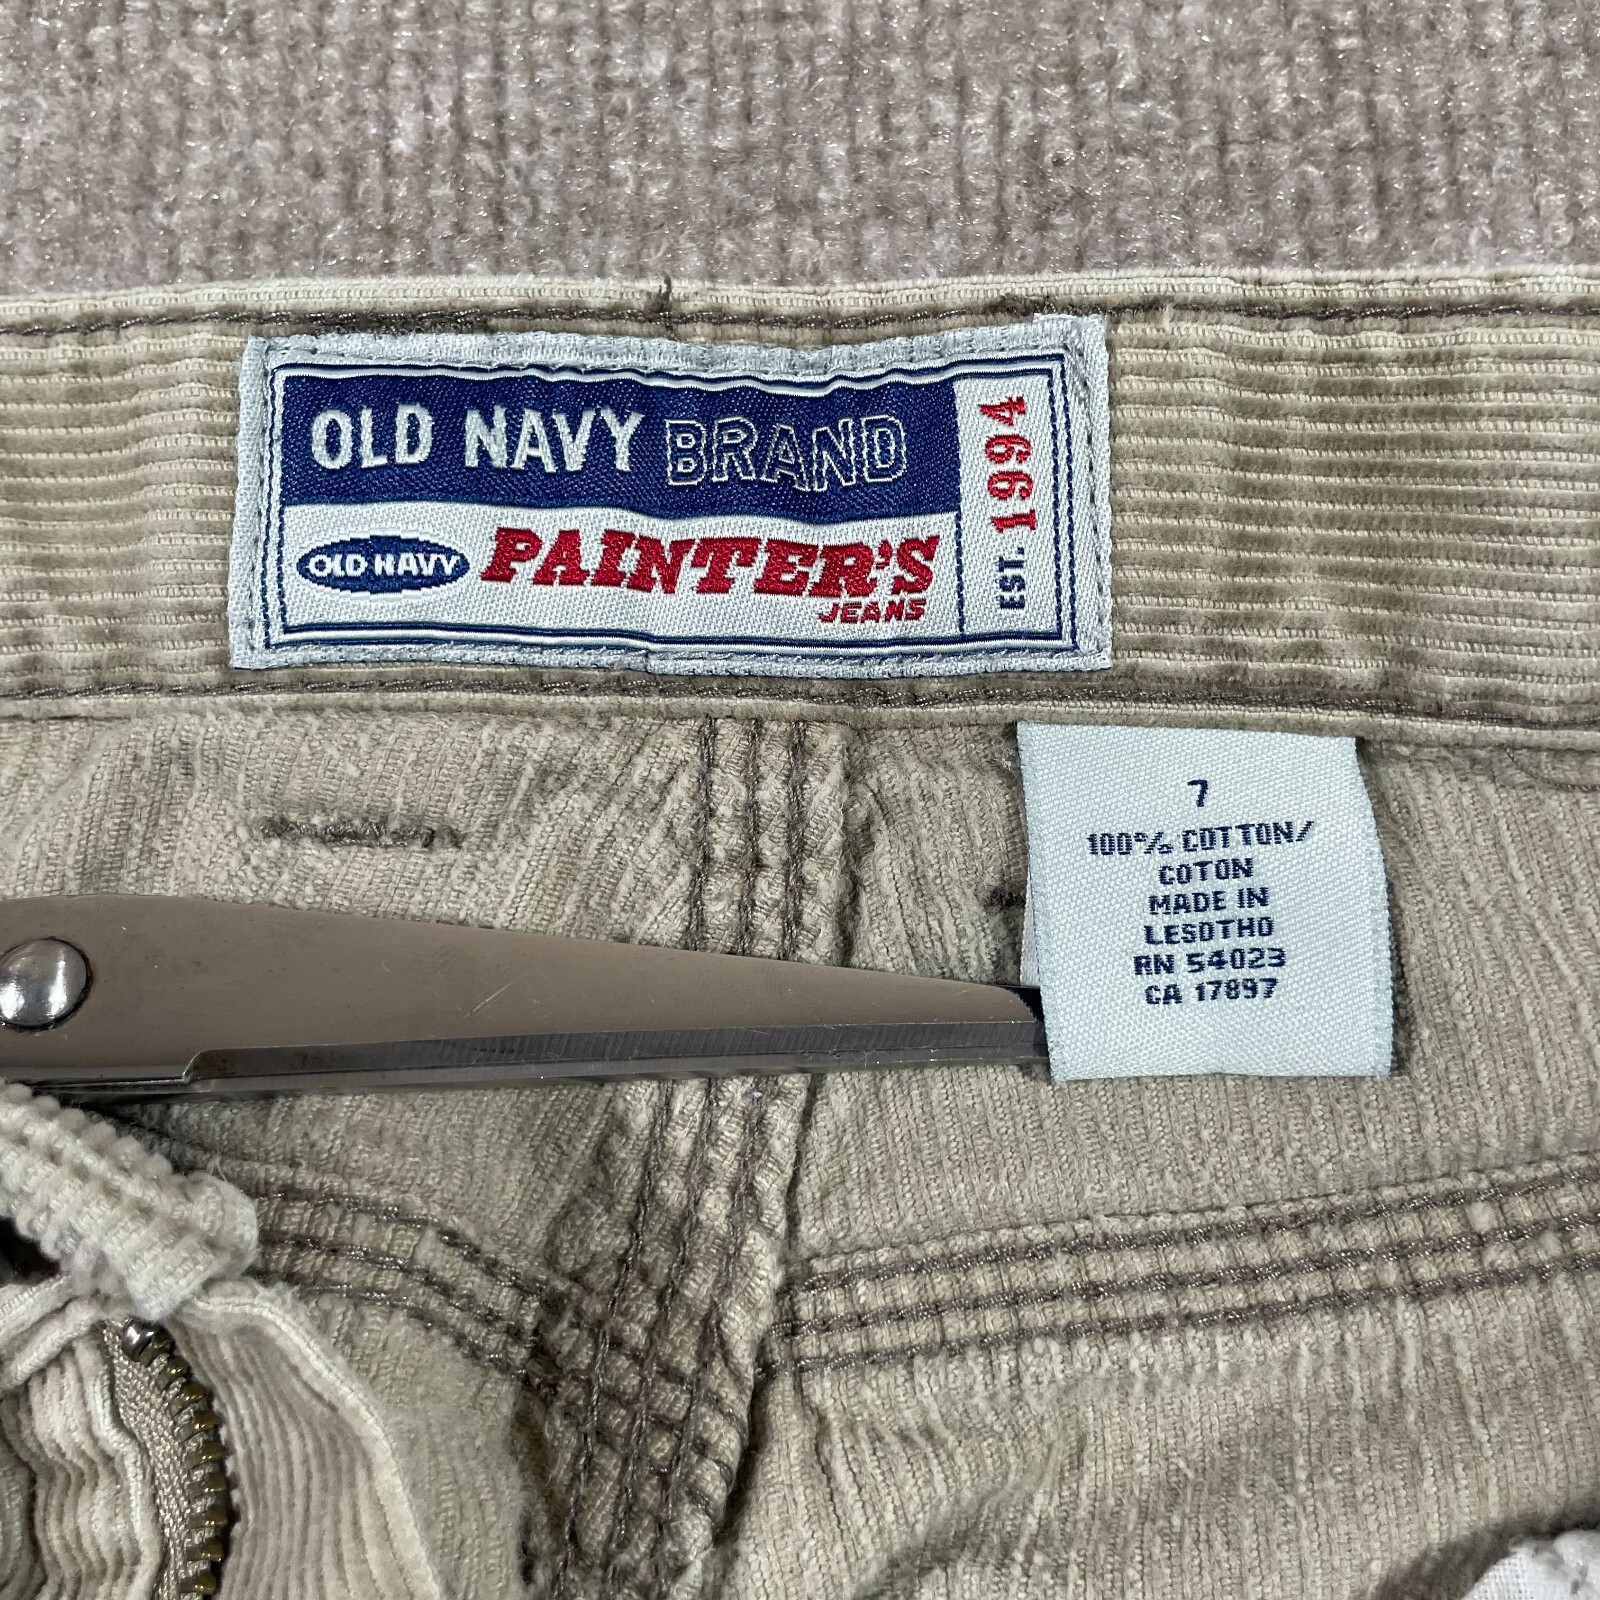 OLD NAVY BRAND
OLD NAVY PAINTER'S
JEANS
EST. 1994
7
100% COTTON/
COTON
MADE IN
LESOTHO
RN 54023
CA 17897